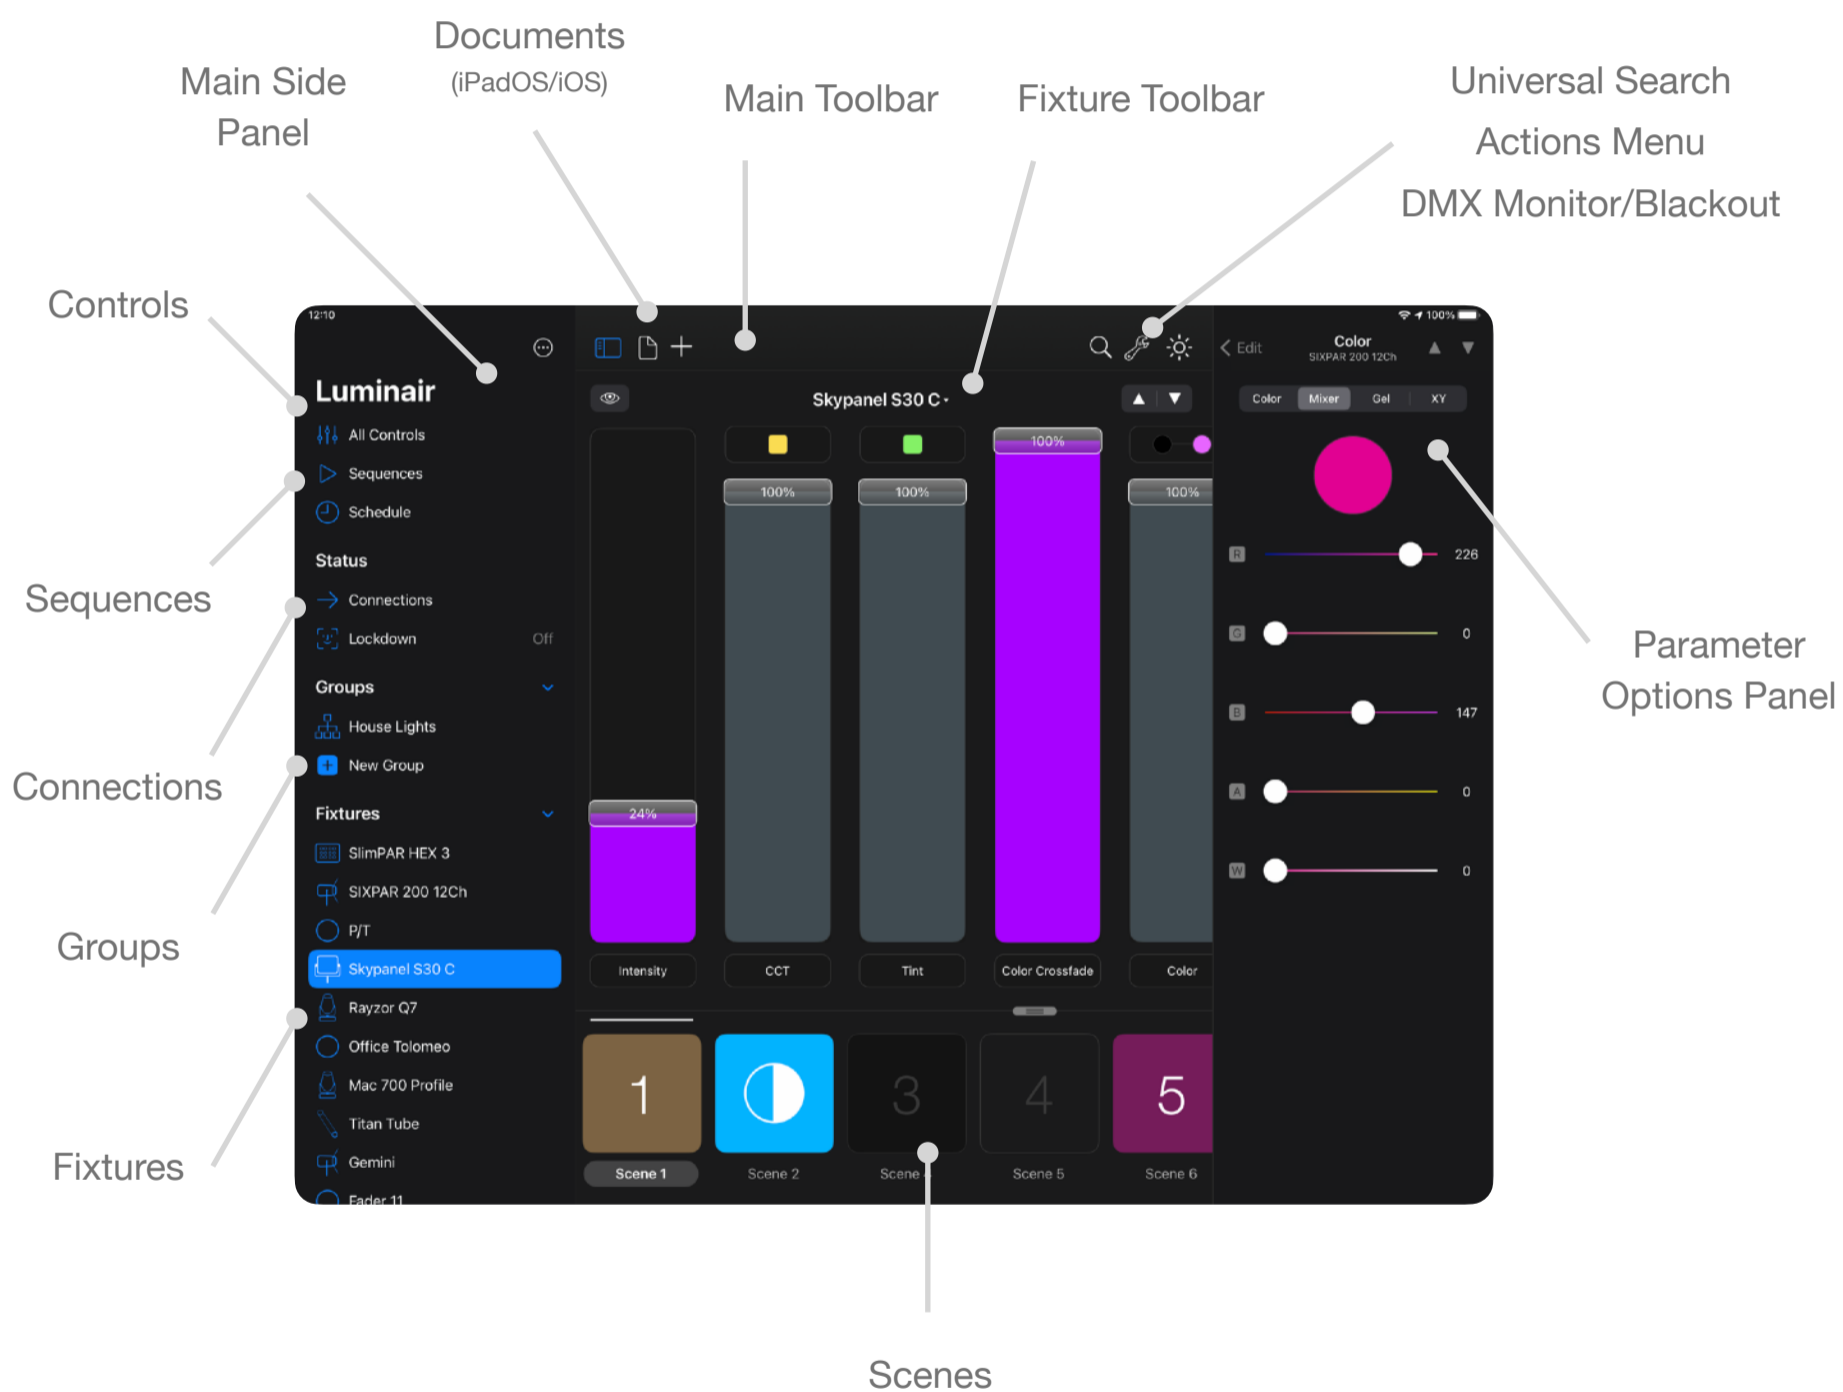 Documents
(iPadOS/iOS)
Main Side
Panel
Main Toolbar
Fixture Toolbar
Universal Search
Actions Menu
DMX Monitor/Blackout
Controls
Sequences
Connections
Groups
Fixtures
Parameter
Options Panel
Scenes
12:10
100%
Luminair
All Controls
Sequences
Schedule
Status
Connections
Lockdown Off
Groups
House Lights
New Group
Fixtures
SlimPAR HEX 3
SIXPAR 200 12Ch
P/T
Skypanel S30 C
Rayzor Q7
Office Tolomeo
Mac 700 Profile
Titan Tube
Gemini
Fader 11
Skypanel S30 C
24% 100% 100% 100% 100%
Intensity CCT Tint Color Crossfade Color
1 3 4 5
Scene 1 Scene 2 Scene Scene 5 Scene 6
Edit
Color
SIXPAR 200 12Ch
Color Mixer Gel XY
R 226
G 0
B 147
A 0
W 0